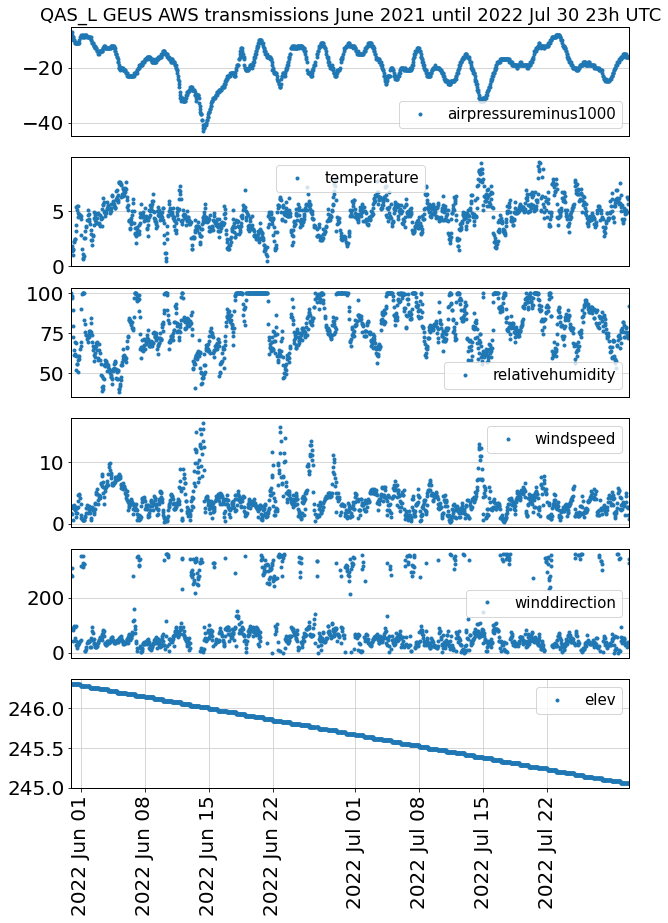 QAS_L GEUS AWS transmissions June 2021 until 2022 Jul 30 23h UTC
−20
−40
airpressureminus1000
temperature
5
0
100
75
50
relativehumidity
windspeed
10
0
200
0
winddirection
elev
246.0
245.5
245.0
2022 Jun 01
2022 Jun 08
2022 Jun 15
2022 Jun 22
2022 Jul 01
2022 Jul 08
2022 Jul 15
2022 Jul 22